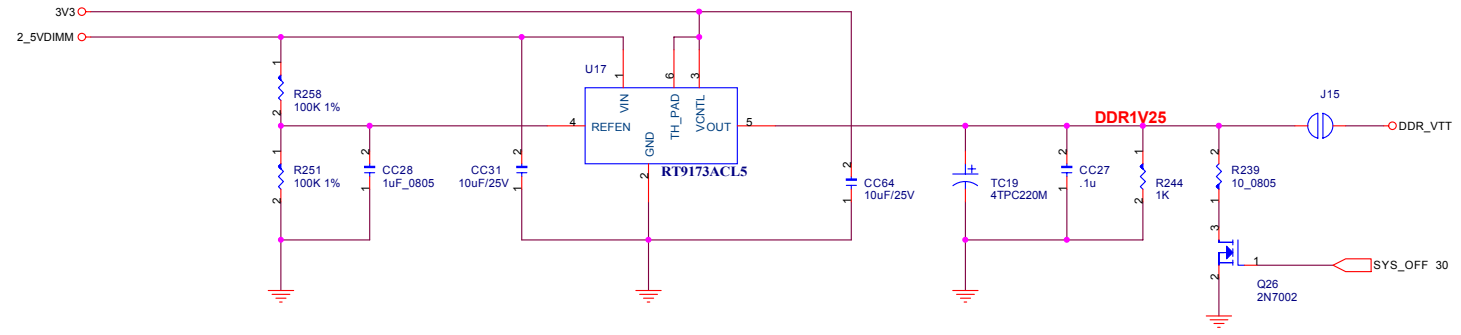 3V3
2_5VDIMM
1
R258
100K 1%
2
1
R251
100K 1%
2
2
CC28
1uF_0805
1
2
CC31
10uF/25V
1
U17
1
6
3
VIN
TH_PAD
VCNTL
4
REFEN
GND
VOUT
5
2
RT9173ACL5
2
CC64
10uF/25V
1
TC19
4TPC220M
2
CC27
.1u
1
DDR1V25
1
R244
1K
2
2
R239
10_0805
1
J15
DDR_VTT
3
1
2
Q26
2N7002
SYS_OFF 30